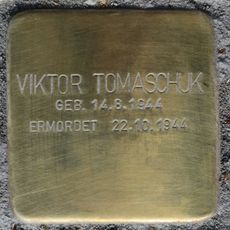 VIKTOR TOMASCHUK
GEB. 14.8.1944
ERMORDET 22.10.1944